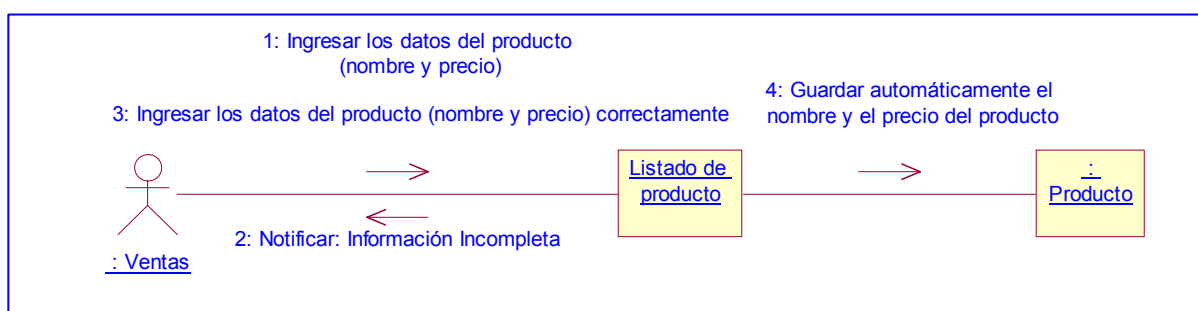 1: Ingresar los datos del producto
(nombre y precio)
3: Ingresar los datos del producto (nombre y precio) correctamente
4: Guardar automáticamente el
nombre y el precio del producto
Listado de
producto
:
Producto
2: Notificar: Información Incompleta
: Ventas